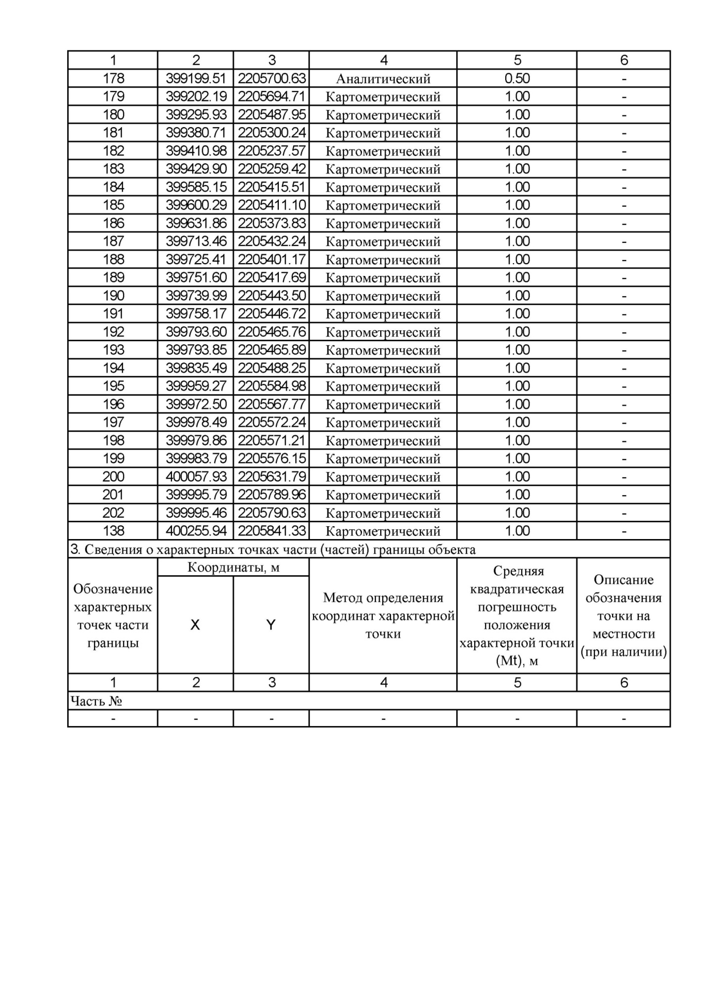 1 2 3 4 5 6
178 399199.51 2205700.63 Аналитический 0.50 -
179 399202.19 2205694.71 Картометрический 1.00 -
180 399295.93 2205487.95 Картометрический 1.00 -
181 399380.71 2205300.24 Картометрический 1.00 -
182 399410.98 2205237.57 Картометрический 1.00 -
183 399429.90 2205259.42 Картометрический 1.00 -
184 399585.15 2205415.51 Картометрический 1.00 -
185 399600.29 2205411.10 Картометрический 1.00 -
186 399631.86 2205373.83 Картометрический 1.00 -
187 399713.46 2205432.24 Картометрический 1.00 -
188 399725.41 2205401.17 Картометрический 1.00 -
189 399751.60 2205417.69 Картометрический 1.00 -
190 399739.99 2205443.50 Картометрический 1.00 -
191 399758.17 2205446.72 Картометрический 1.00 -
192 399793.60 2205465.76 Картометрический 1.00 -
193 399793.85 2205465.89 Картометрический 1.00 -
194 399835.49 2205488.25 Картометрический 1.00 -
195 399959.27 2205584.98 Картометрический 1.00 -
196 399972.50 2205567.77 Картометрический 1.00 -
197 399978.49 2205572.24 Картометрический 1.00 -
198 399979.86 2205571.21 Картометрический 1.00 -
199 399983.79 2205576.15 Картометрический 1.00 -
200 400057.93 2205631.79 Картометрический 1.00 -
201 399995.79 2205789.96 Картометрический 1.00 -
202 399995.46 2205790.63 Картометрический 1.00 -
138 400255.94 2205841.33 Картометрический 1.00 -
3. Сведения о характерных точках части (частей) границы объекта
Обозначение
характерных
точек части
границы
Координаты, м
X Y
Метод определения
координат характерной
точки
Средняя
квадратическая
погрешность
положения
характерной точки
(Mt), м
Описание
обозначения
точки на
местности
(при наличии)
1 2 3 4 5 6
Часть №
- - - - - -